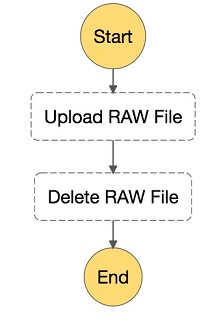 Start
Upload RAW File
Delete RAW File
End